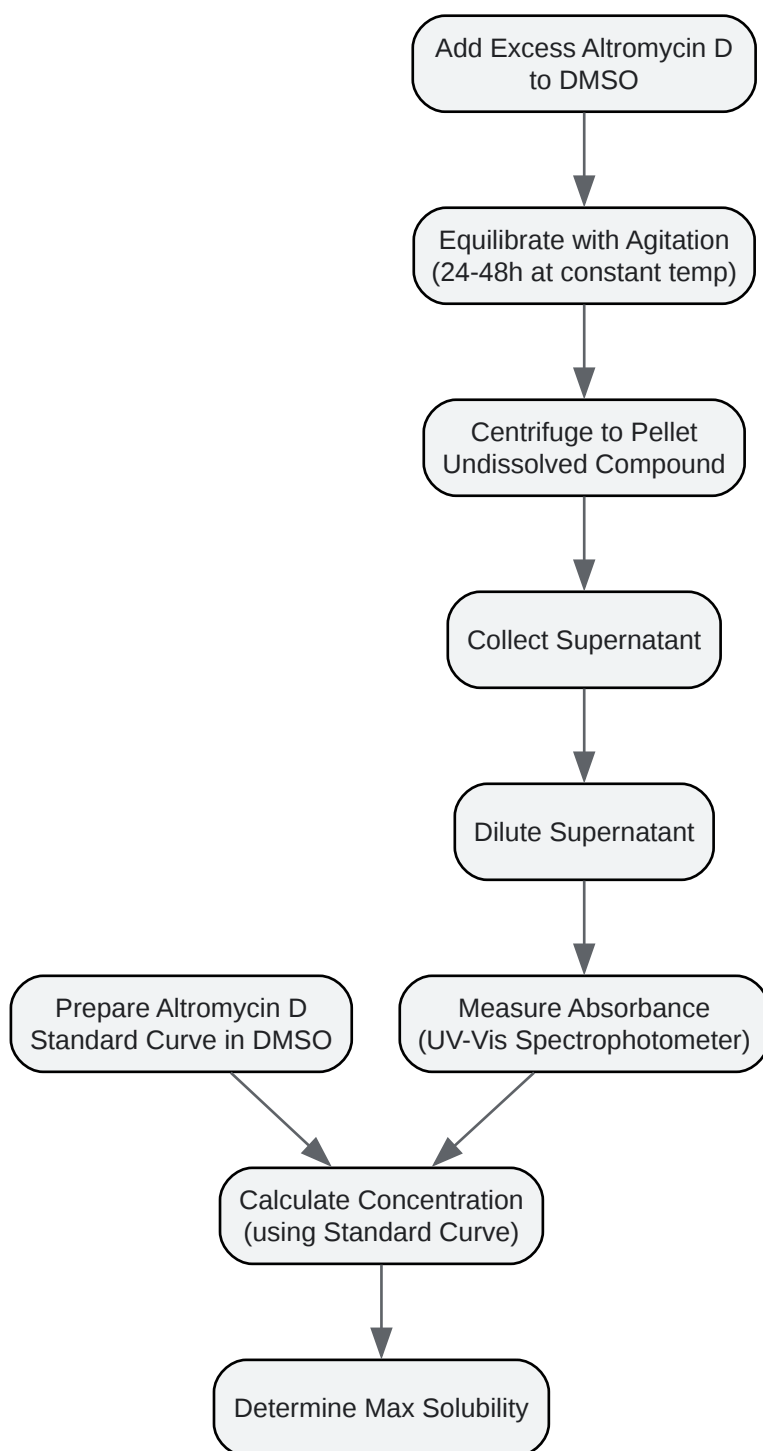 Add Excess Altromycin D
to DMSO
Equilibrate with Agitation
(24-48h at constant temp)
Centrifuge to Pellet
Undissolved Compound
Collect Supernatant
Dilute Supernatant
Prepare Altromycin D
Standard Curve in DMSO
Measure Absorbance
(UV-Vis Spectrophotometer)
Calculate Concentration
(using Standard Curve)
Determine Max Solubility